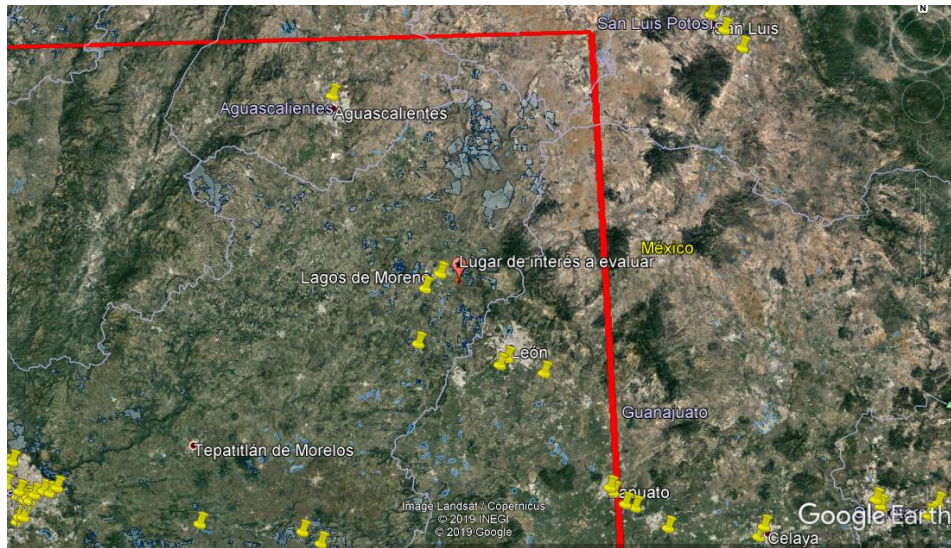 N
San Luis Potosí
San Luis
Aguascalientes
Aguascalientes
México
Lugar de interés a evaluar
Lagos de Moreno
León
Guanajuato
Tepatitlán de Morelos
apuato
Image Landsat / Copernicus
© 2019 INEGI
© 2019 Google
Google Earth
Celaya